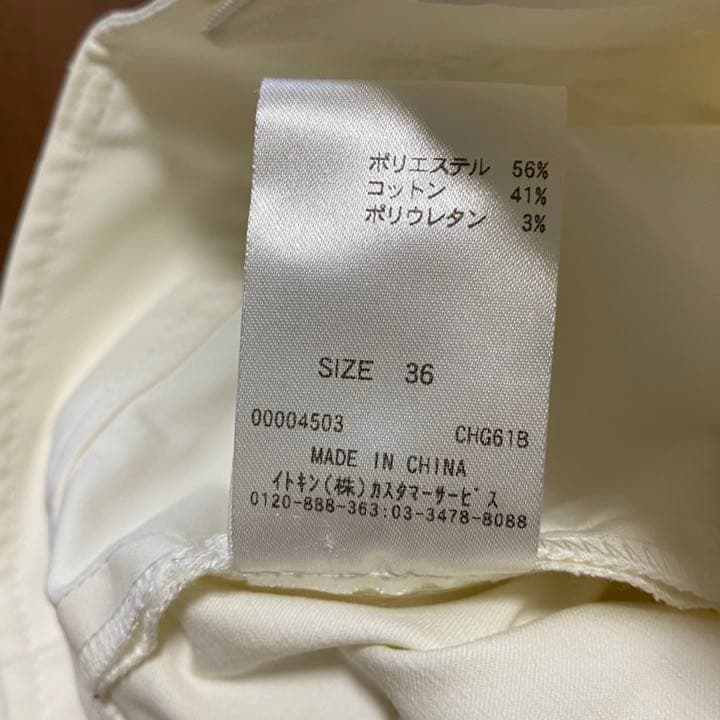 ポリエステル 56%
コットン 41%
ポリウレタン 3%
SIZE 36
00004503 CHG61B
MADE IN CHINA
イトキン(株)カスタマーサービス
0120-888-363:03-3478-8088